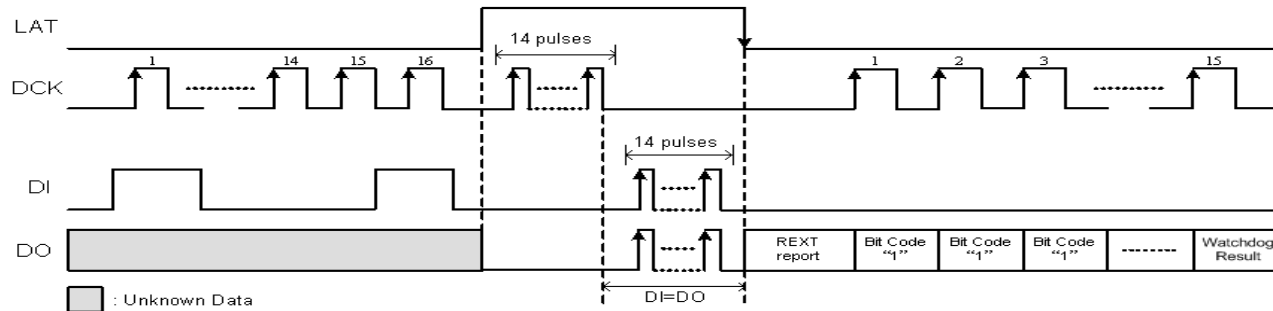 LAT
14 pulses
DCK
1
14
15
16
1
2
3
15
14 pulses
DI
DO
REXT report
Bit Code "1"
Bit Code "1"
Bit Code "1"
Watchdog Result
DI=DO
: Unknown Data